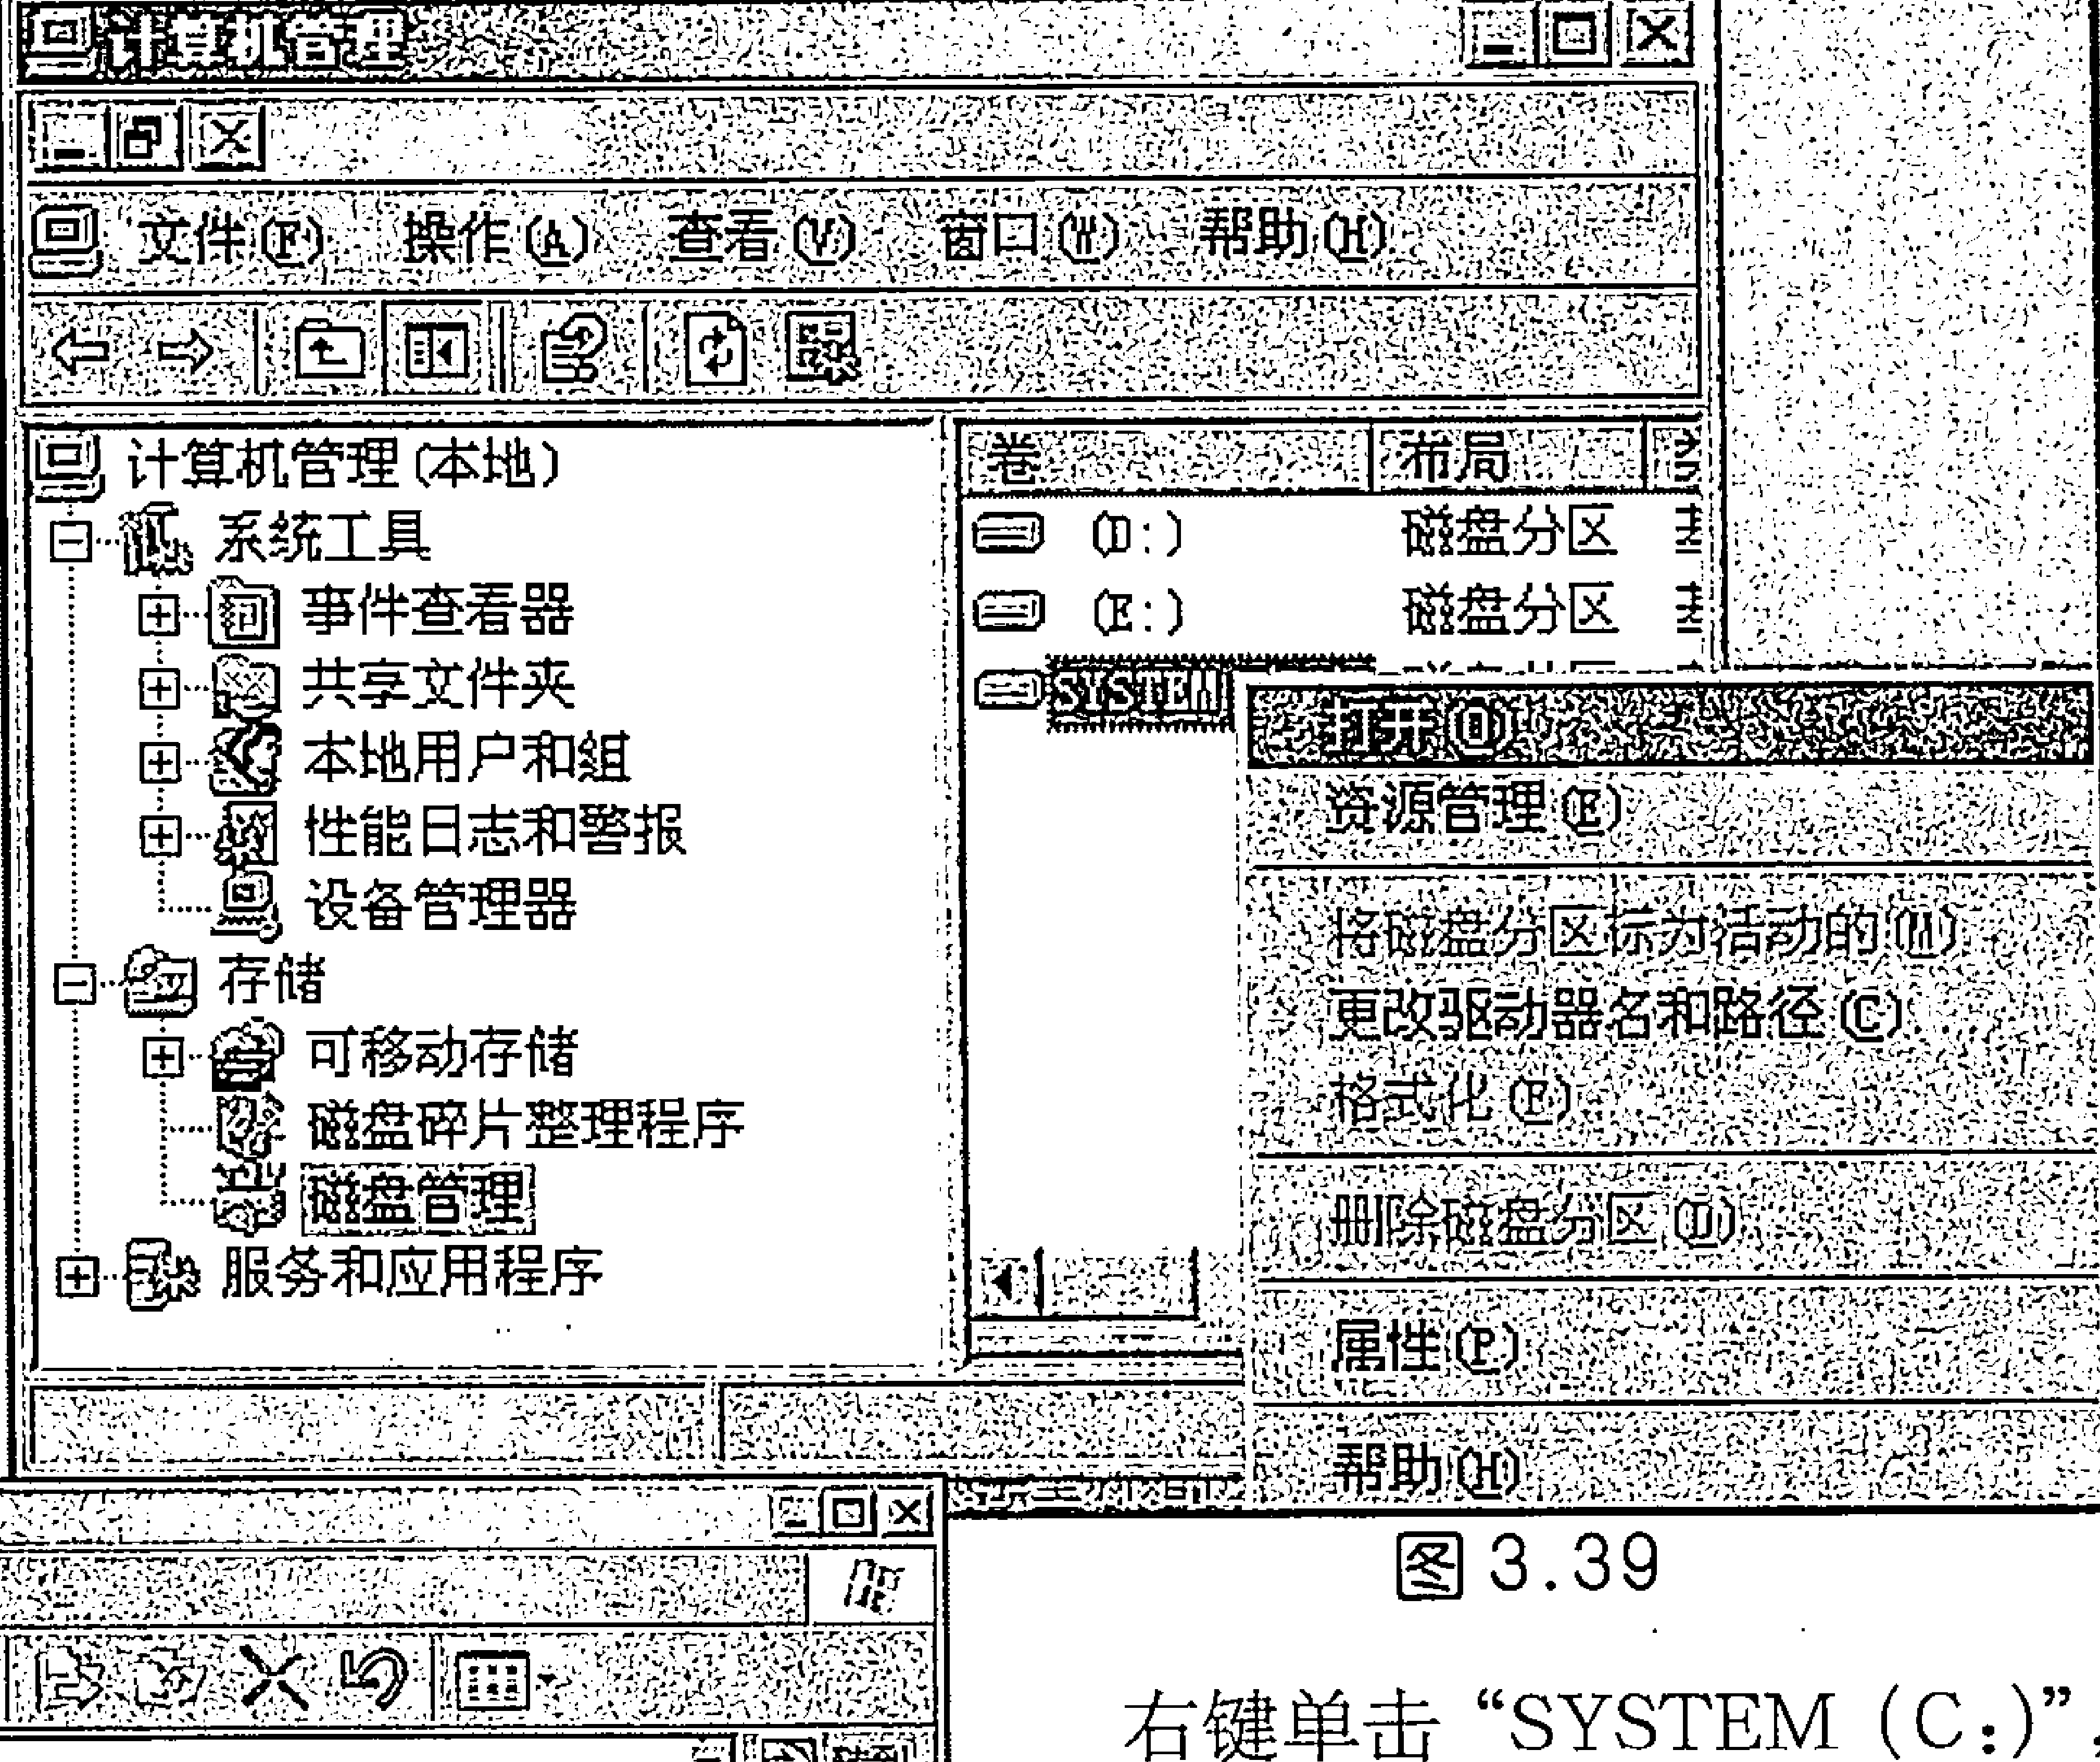 计算机管理
文件(F) 操作(A) 查看(V) 窗口(W) 帮助(H)
计算机管理(本地)
系统工具
事件查看器
共享文件夹
本地用户和组
性能日志和警报
设备管理器
存储
可移动存储
磁盘碎片整理程序
磁盘管理
服务和应用程序
卷 布局
(D:) 磁盘分区
(E:) 磁盘分区
SYSTEM
打开(O)
资源管理(E)
将磁盘分区标为活动的(M)
更改驱动器名和路径(C)
格式化(F)
删除磁盘分区(D)
属性(P)
帮助(H)
图 3.39
右键单击“SYSTEM（C:）”